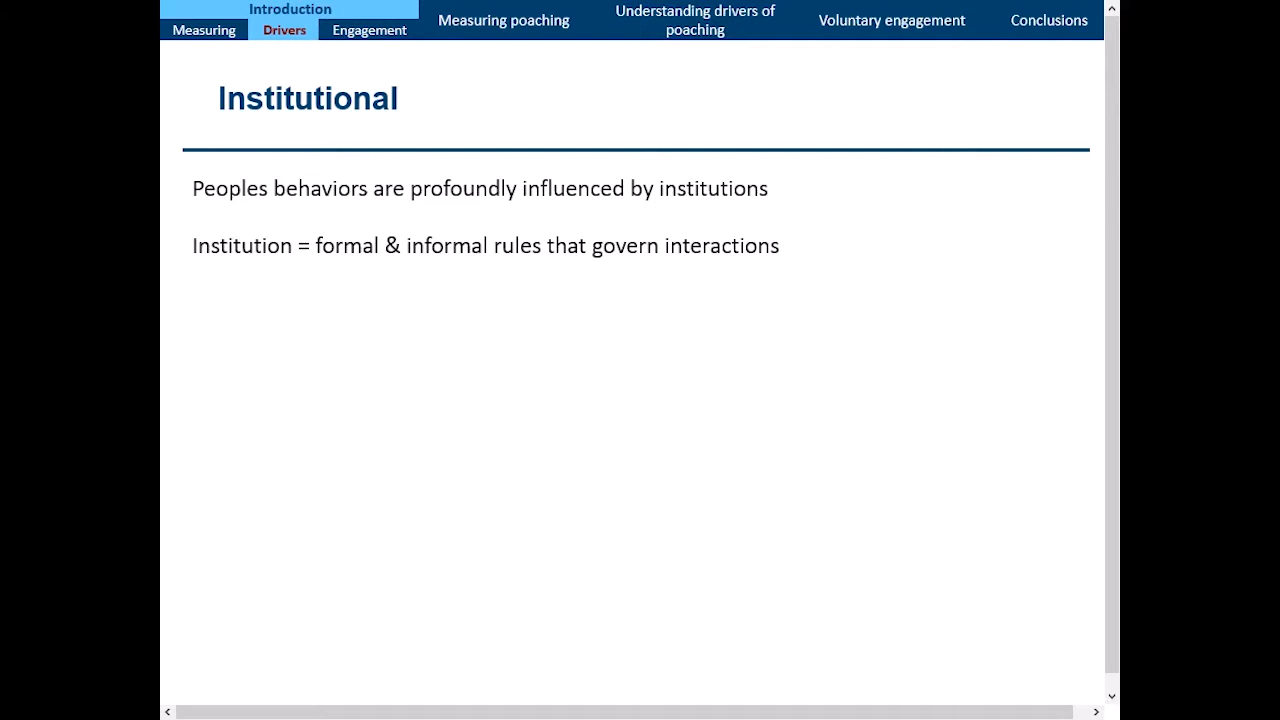 Introduction
Measuring Drivers Engagement
Measuring poaching
Understanding drivers of
poaching
Voluntary engagement
Conclusions
Institutional
Peoples behaviors are profoundly influenced by institutions
Institution = formal & informal rules that govern interactions